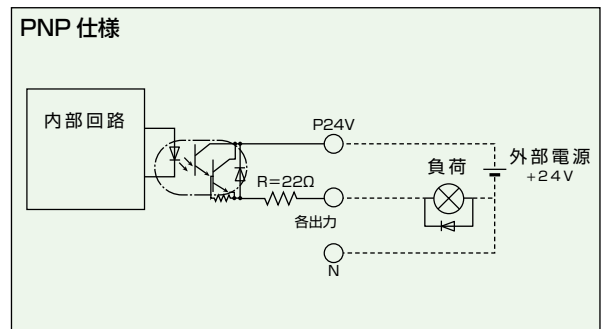 PNP 仕様
内部回路
P24V
負荷
外部電源
+24V
R=22Ω
各出力
N